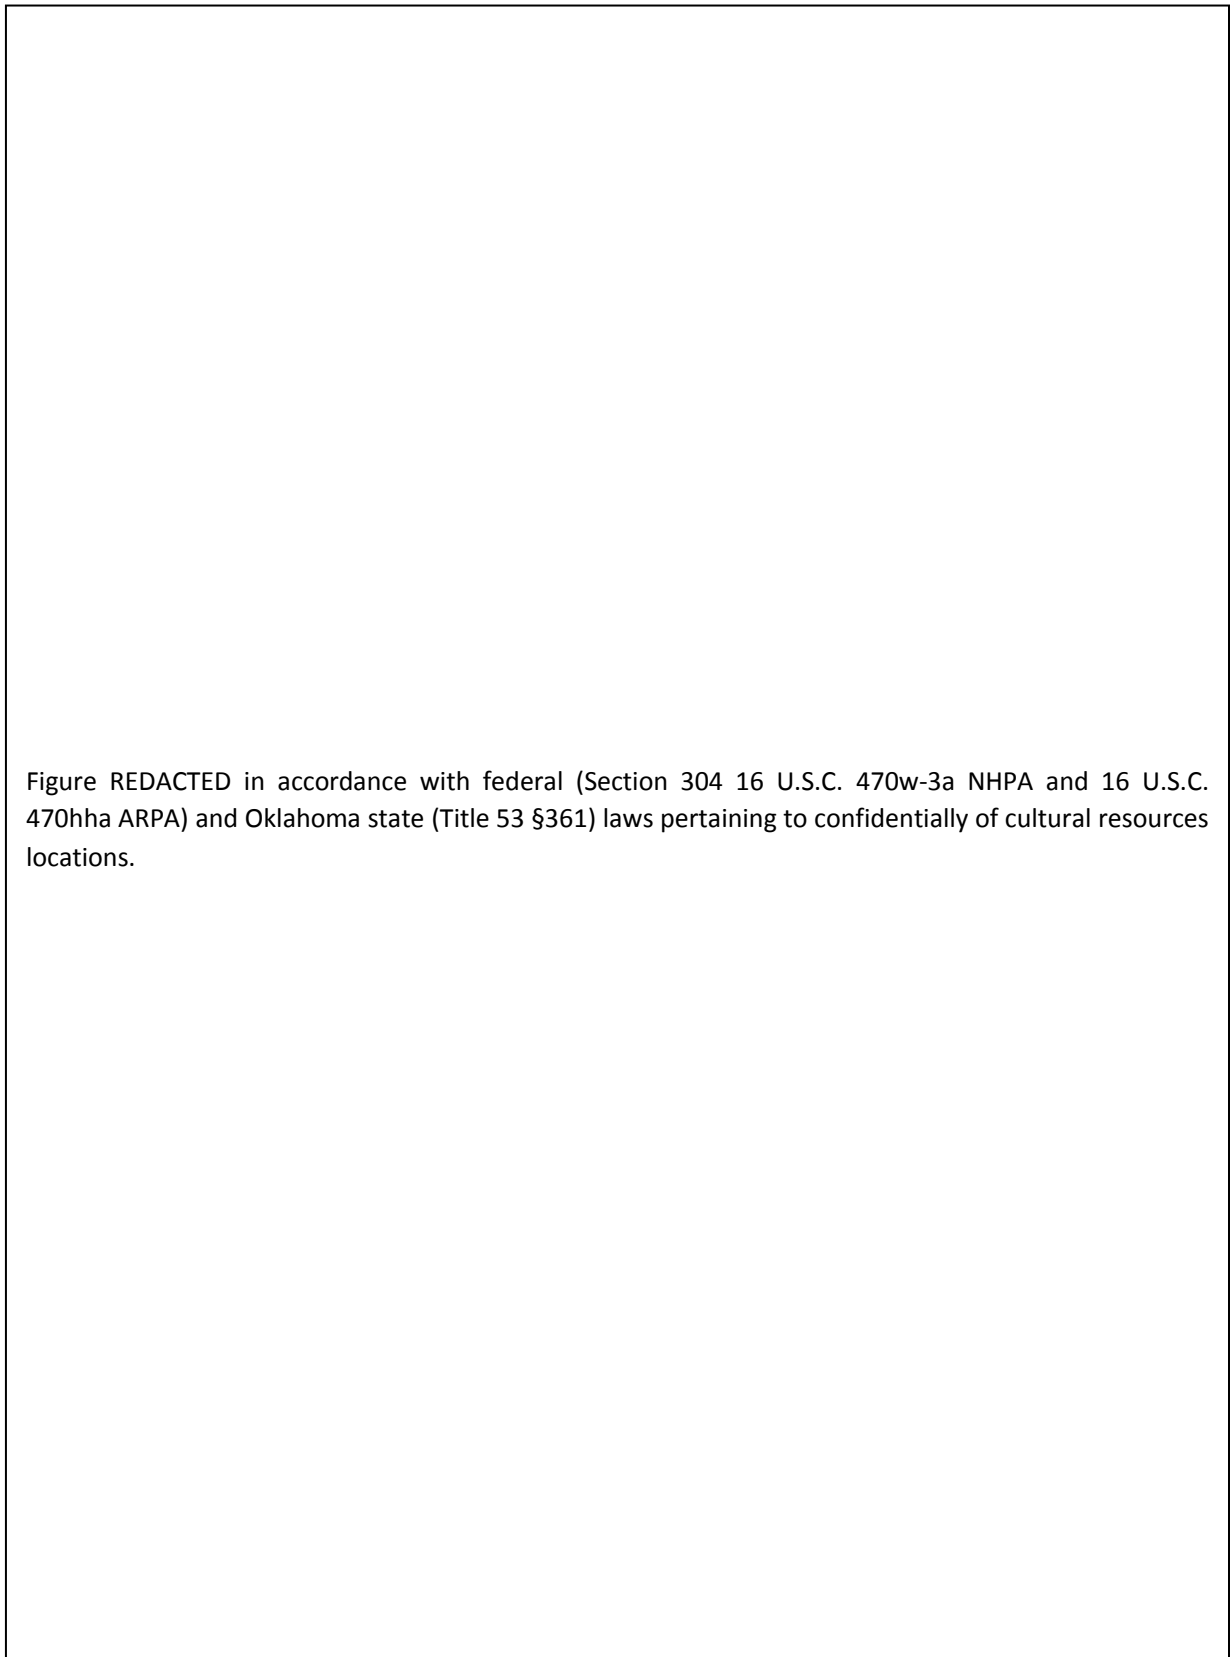 Figure REDACTED in accordance with federal (Section 304 16 U.S.C. 470w-3a NHPA and 16 U.S.C.
470hha ARPA) and Oklahoma state (Title 53 §361) laws pertaining to confidentially of cultural resources
locations.